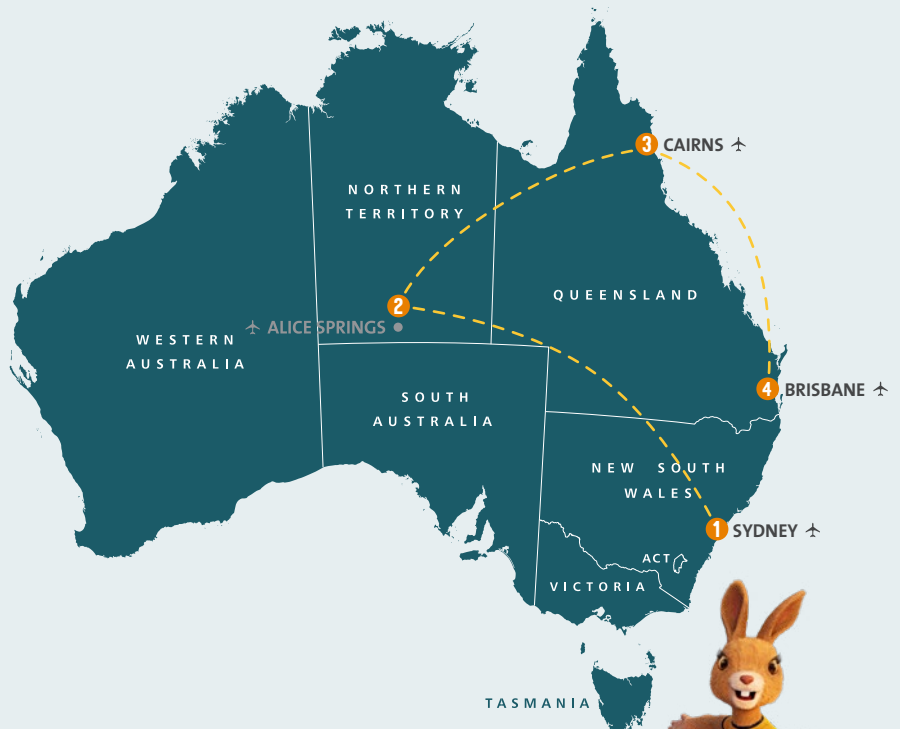 3 CAIRNS
NORTHERN
TERRITORY
QUEENSLAND
2
ALICE SPRINGS
WESTERN
AUSTRALIA
4 BRISBANE
SOUTH
AUSTRALIA
NEW SOUTH
WALES
1 SYDNEY
ACT
VICTORIA
TASMANIA